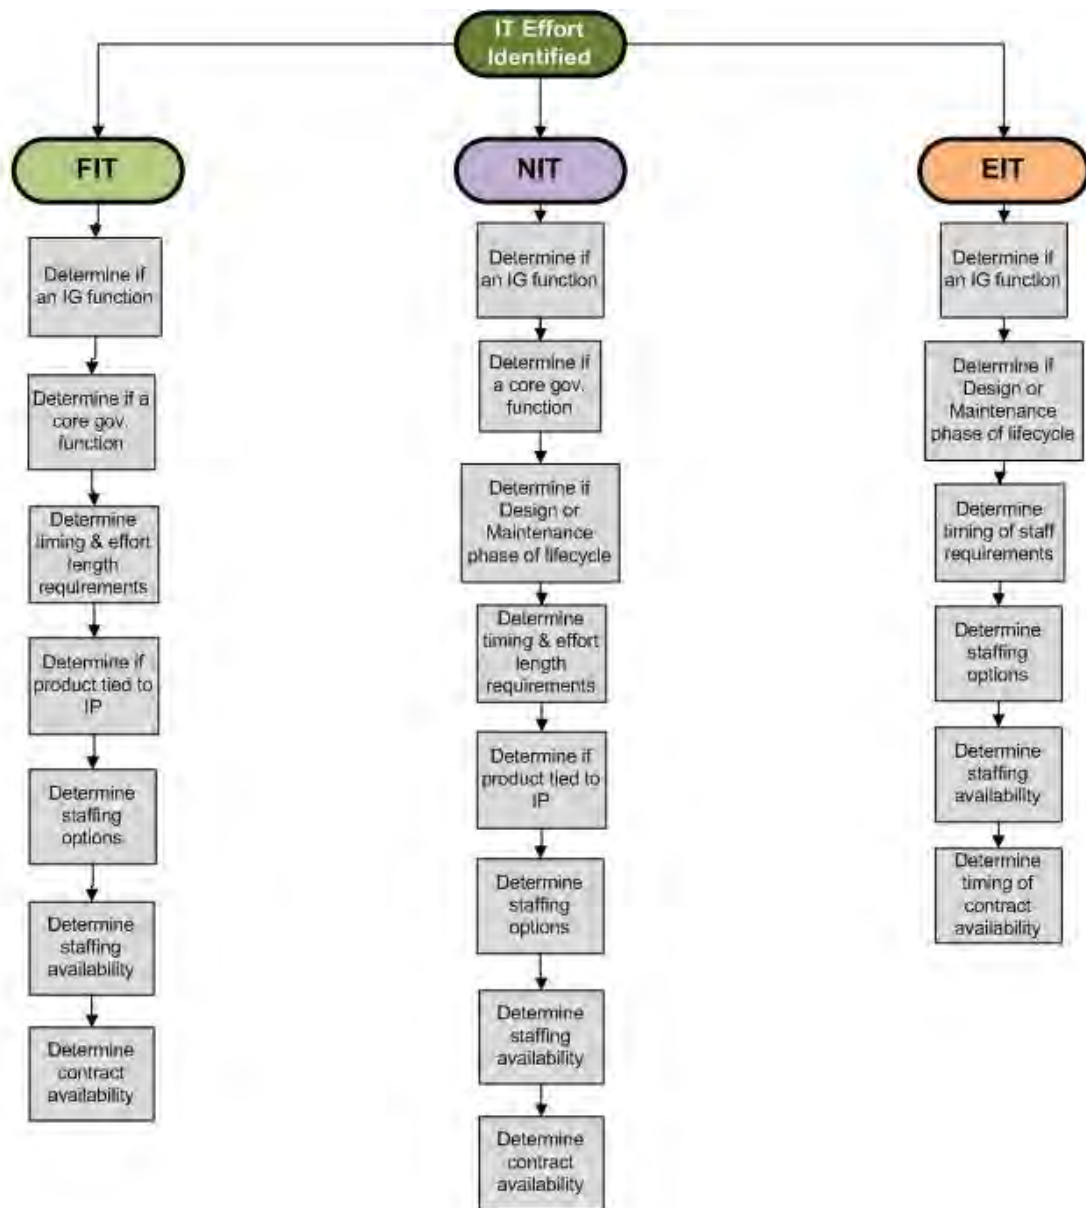 IT Effort
Identified
FIT
Determine if
an IG function
Determine if a
core gov.
function
Determine
timing & effort
length
requirements
Determine if
product tied to
IP
Determine
staffing
options
Determine
staffing
availability
Determine
contract
availability
NIT
Determine if
an IG function
Determine if
a core gov.
function
Determine if
Design or
Maintenance
phase of lifecycle
Determine
timing & effort
length
requirements
Determine if
product tied to
IP
Determine
staffing
options
Determine
staffing
availability
Determine
contract
availability
EIT
Determine if
an IG function
Determine if
Design or
Maintenance
phase of lifecycle
Determine
timing of staff
requirements
Determine
staffing
options
Determine
staffing
availability
Determine
timing of
contract
availability